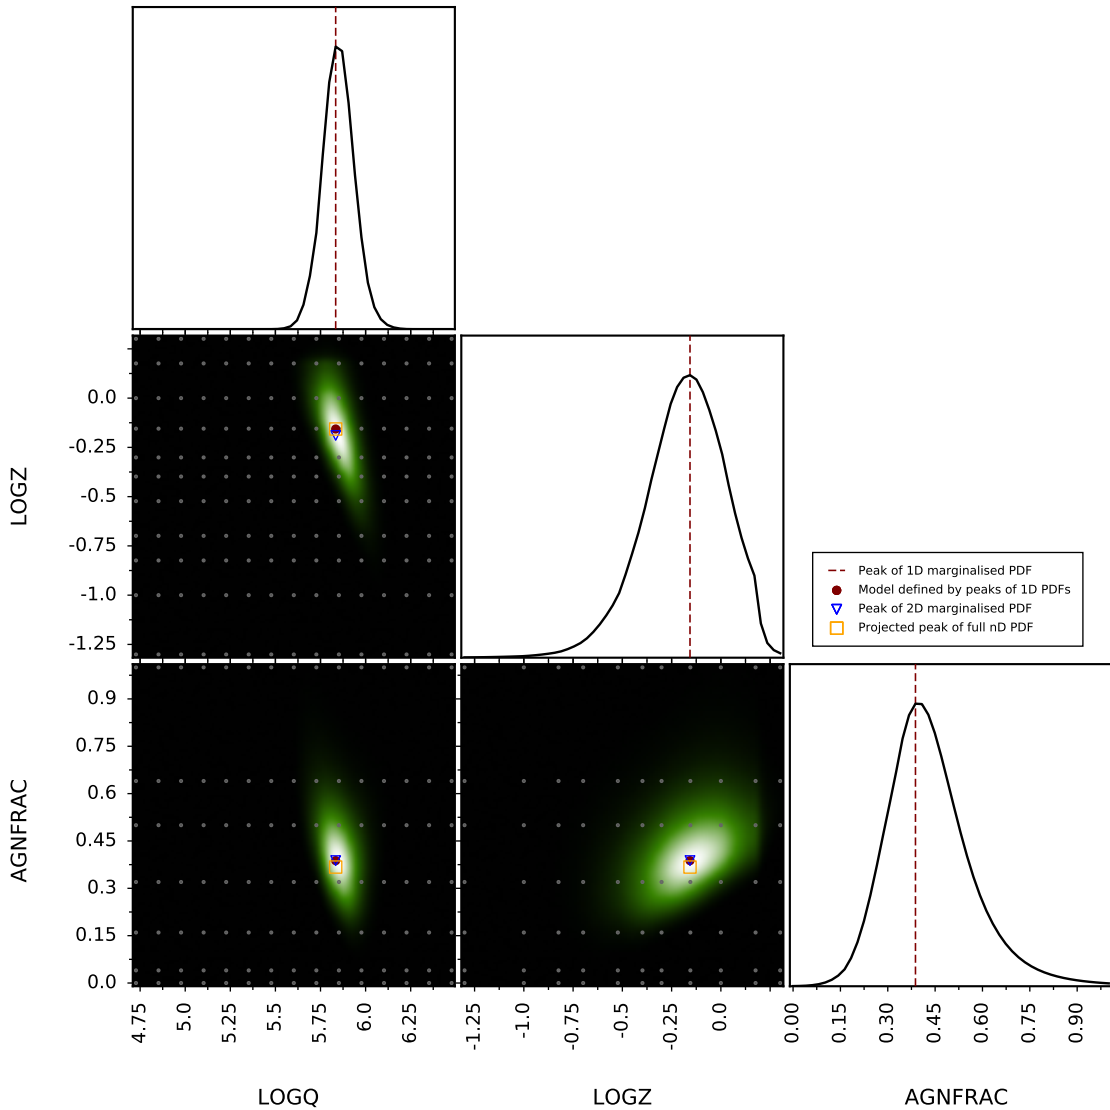 LOGZ
0.0
-0.25
-0.5
-0.75
-1.0
-1.25
Peak of 1D marginalised PDF
Model defined by peaks of 1D PDFs
Peak of 2D marginalised PDF
Projected peak of full nD PDF
AGNFRAC
0.9
0.75
0.6
0.45
0.3
0.15
0.0
4.75 5.0 5.25 5.5 5.75 6.0 6.25
-1.25 -1.0 -0.75 -0.5 -0.25 0.0
0.00 0.15 0.30 0.45 0.60 0.75 0.90
LOGQ LOGZ AGNFRAC